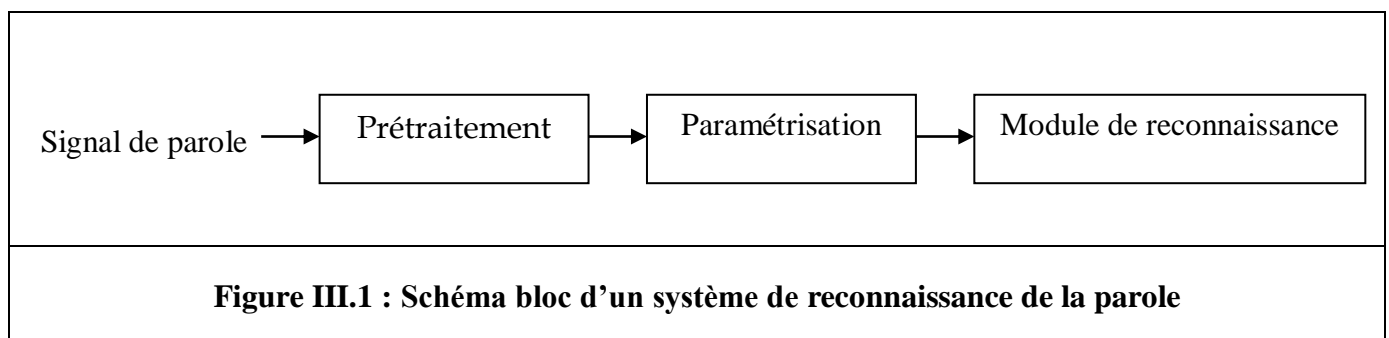 Signal de parole
Prétraitement
Paramétrisation
Module de reconnaissance
Figure III.1 : Schéma bloc d’un système de reconnaissance de la parole